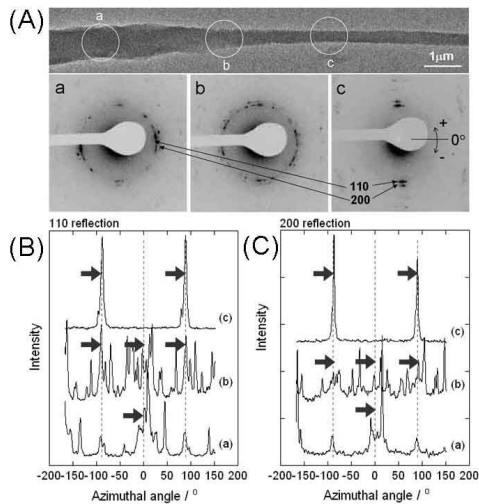 (A)
a
b
c
1μm
a
b
c
+
0°
-
110
200
110 reflection
200 reflection
(B)
(C)
(c)
(c)
(b)
(b)
(a)
(a)
Intensity
Intensity
-200 -150 -100 -50 0 50 100 150 200
-200 -150 -100 -50 0 50 100 150 200
Azimuthal angle / °
Azimuthal angle / °